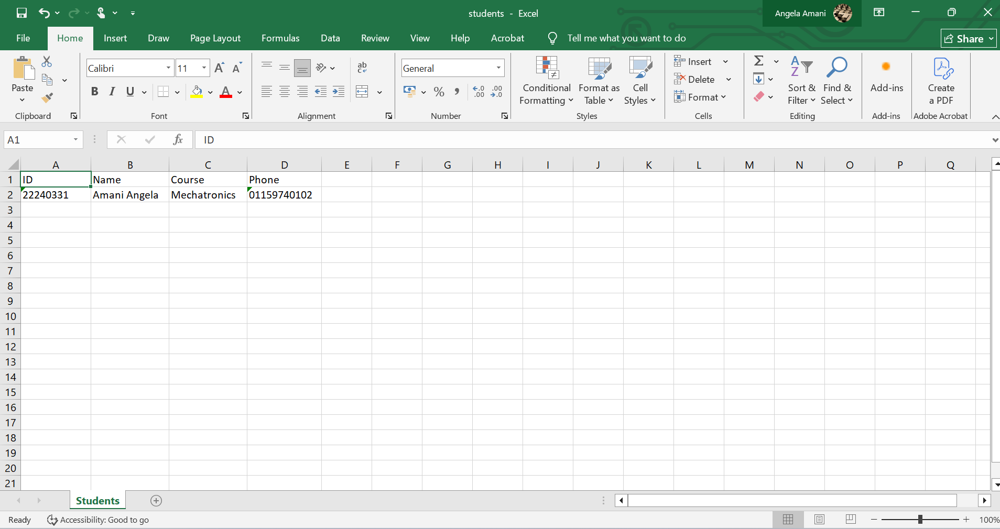 students - Excel
Angela Amani
File Home Insert Draw Page Layout Formulas Data Review View Help Acrobat Tell me what you want to do Share
Paste
Clipboard
Calibri 11
B I U A
Font
ab
c
Alignment
General
% ,
Number
Conditional Formatting
Format as Table
Cell Styles
Styles
Insert
Delete
Format
Cells
Σ
Sort & Filter
Find & Select
Editing
Add-ins
Add-ins
Create a PDF
Adobe Acrobat
A1 fx ID
A B C D E F G H I J K L M N O P Q
1 ID Name Course Phone
2 22240331 Amani Angela Mechatronics 01159740102
3
4
5
6
7
8
9
10
11
12
13
14
15
16
17
18
19
20
21
Students
Ready Accessibility: Good to go 100%